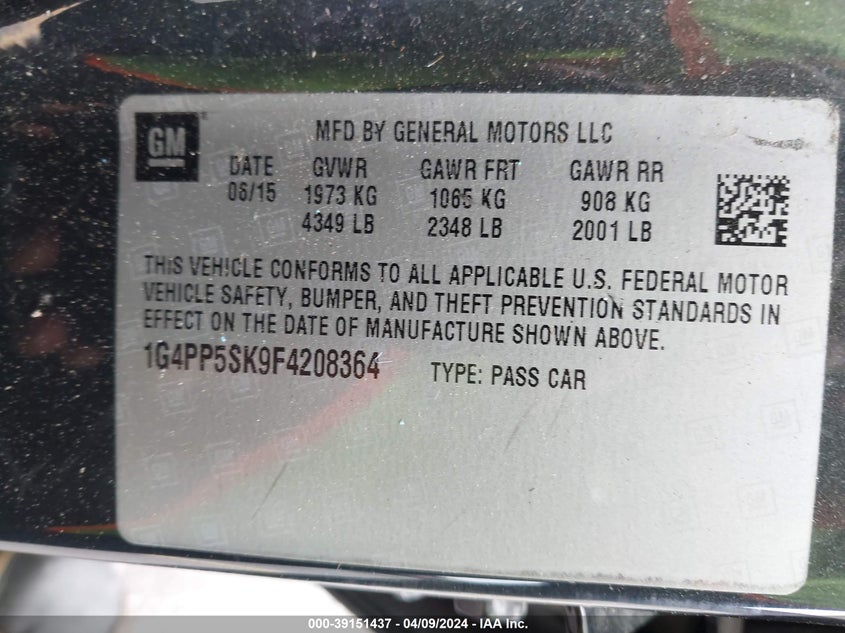 GM
MFD BY GENERAL MOTORS LLC
DATE GVWR GAWR FRT GAWR RR
06/15 1973 KG 1065 KG 908 KG
4349 LB 2348 LB 2001 LB
THIS VEHICLE CONFORMS TO ALL APPLICABLE U.S. FEDERAL MOTOR
VEHICLE SAFETY, BUMPER, AND THEFT PREVENTION STANDARDS IN
EFFECT ON THE DATE OF MANUFACTURE SHOWN ABOVE.
1G4PP5SK9F4208364 TYPE: PASS CAR
000-39151437 - 04/09/2024 - IAA, Inc.